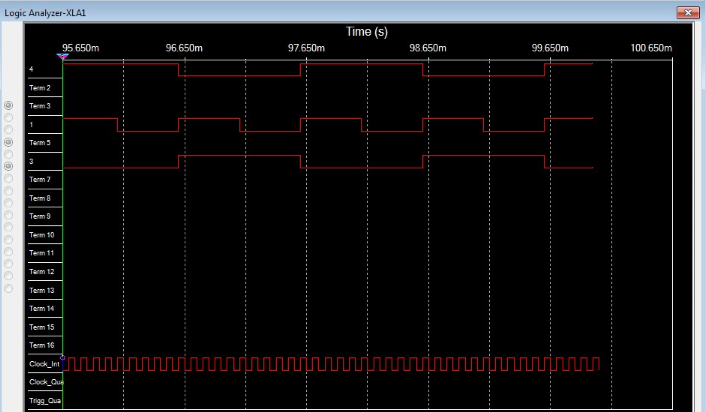 Logic Analyzer-XLA1
Time (s)
95.650m 96.650m 97.650m 98.650m 99.650m 100.650m
4
Term 2
Term 3
1
Term 5
3
Term 7
Term 8
Term 9
Term 10
Term 11
Term 12
Term 13
Term 14
Term 15
Term 16
Clock_Int
Clock_Qua
Trigg_Qua